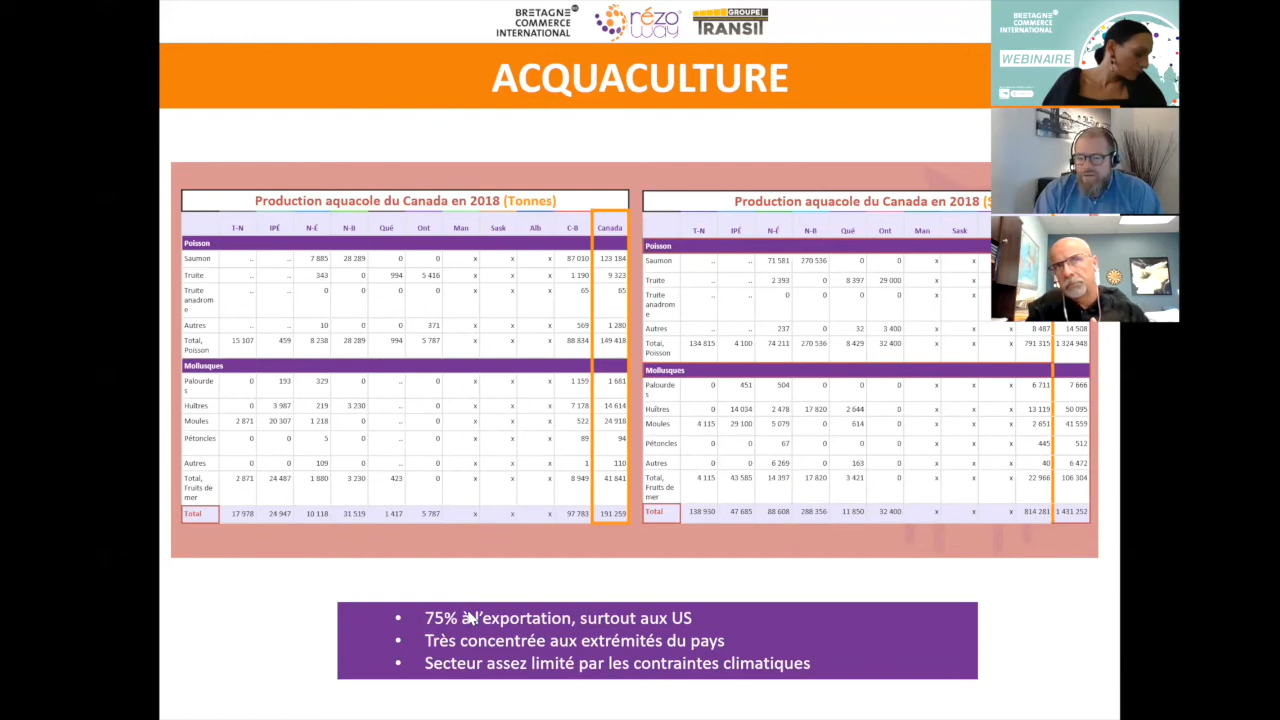 BRETAGNE
COMMERCE
INTERNATIONAL
rézo
way
GROUPE
TRANSIT
ACQUACULTURE
BRETAGNE
COMMERCE
INTERNATIONAL
WEBINAIRE
Production aquacole du Canada en 2018 (Tonnes)
T-N IPÉ N-É N-B Qué Ont Man Sask Alb C-B Canada
Poisson
Saumon .. .. 7 885 28 289 0 0 x x x 87 010 123 184
Truite .. .. 343 0 994 5 416 x x x 1 190 9 323
Truite .. .. 0 0 0 0 x x x 65 65
anadrom
e
Autres .. .. 10 0 0 371 x x x 569 1 280
Total, 15 107 459 8 238 28 289 994 5 787 x x x 88 834 149 418
Poisson
Mollusques
Palourde 0 193 329 0 .. 0 x x x 1 159 1 681
s
Huîtres 0 3 987 219 3 230 .. 0 x x x 7 178 14 614
Moules 2 871 20 307 1 218 0 .. 0 x x x 522 24 918
Pétoncles 0 0 5 0 .. 0 x x x 89 94
Autres 0 0 109 0 .. 0 x x x 1 110
Total, 2 871 24 487 1 880 3 230 423 0 x x x 8 949 41 841
Fruits de
mer
Total 17 978 24 947 10 118 31 519 1 417 5 787 x x x 97 783 191 259
Production aquacole du Canada en 2018 (
T-N IPÉ N-É N-B Qué Ont Man Sask
Poisson
Saumon .. .. 71 581 270 536 0 0 x x
Truite .. .. 2 393 0 8 397 29 000 x x
Truite .. .. 0 0 0 0 x x
anadrom
e
Autres .. .. 237 0 32 3 400 x x 8 487 14 508
Total, 134 815 4 100 74 211 270 536 8 429 32 400 x x x 791 315 1 324 948
Poisson
Mollusques
Palourde 0 451 504 0 0 0 x x x 6 711 7 666
s
Huîtres 0 14 034 2 478 17 820 2 644 0 x x x 13 119 50 095
Moules 4 115 29 100 5 079 0 614 0 x x x 2 651 41 559
Pétoncles 0 0 67 0 0 0 x x x 445 512
Autres 0 0 6 269 0 163 0 x x x 40 6 472
Total, 4 115 43 585 14 397 17 820 3 421 0 x x x 22 966 106 304
Fruits de
mer
Total 138 930 47 685 88 608 288 356 11 850 32 400 x x x 814 281 1 431 252
• 75% à l'exportation, surtout aux US
• Très concentrée aux extrémités du pays
• Secteur assez limité par les contraintes climatiques